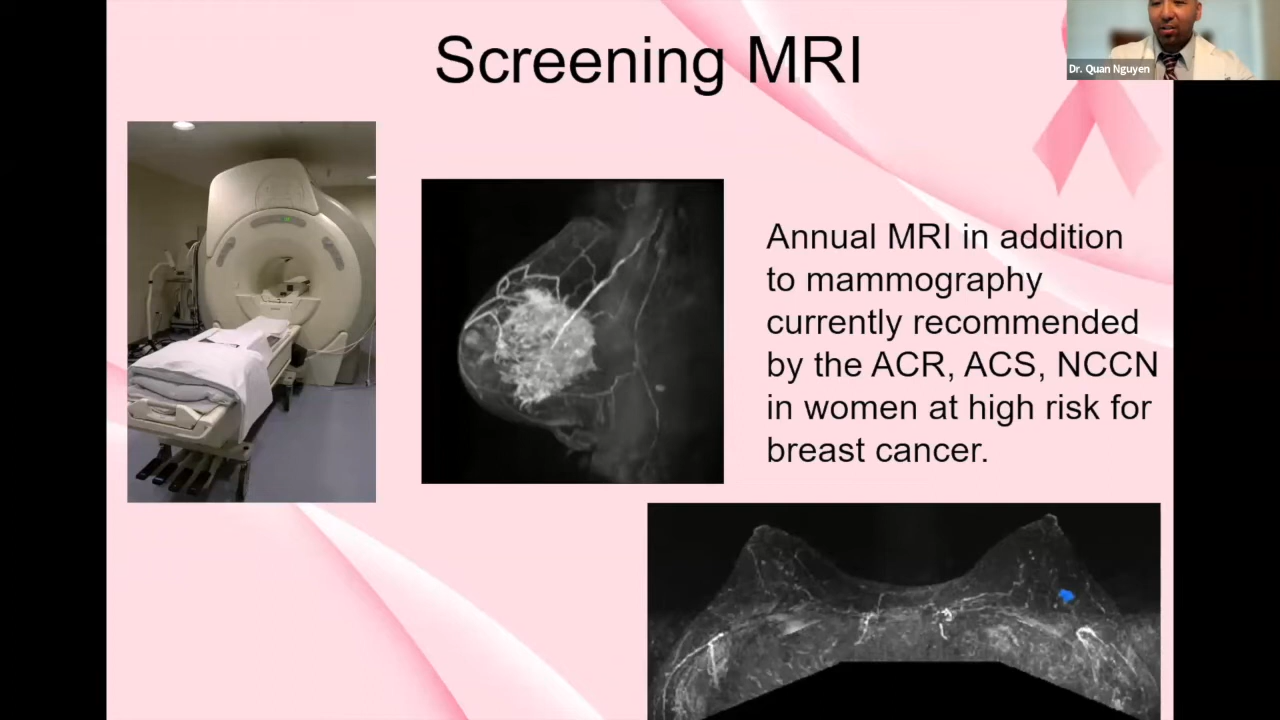 Screening MRI
Dr. Quan Nguyen
Annual MRI in addition
to mammography
currently recommended
by the ACR, ACS, NCCN
in women at high risk for
breast cancer.